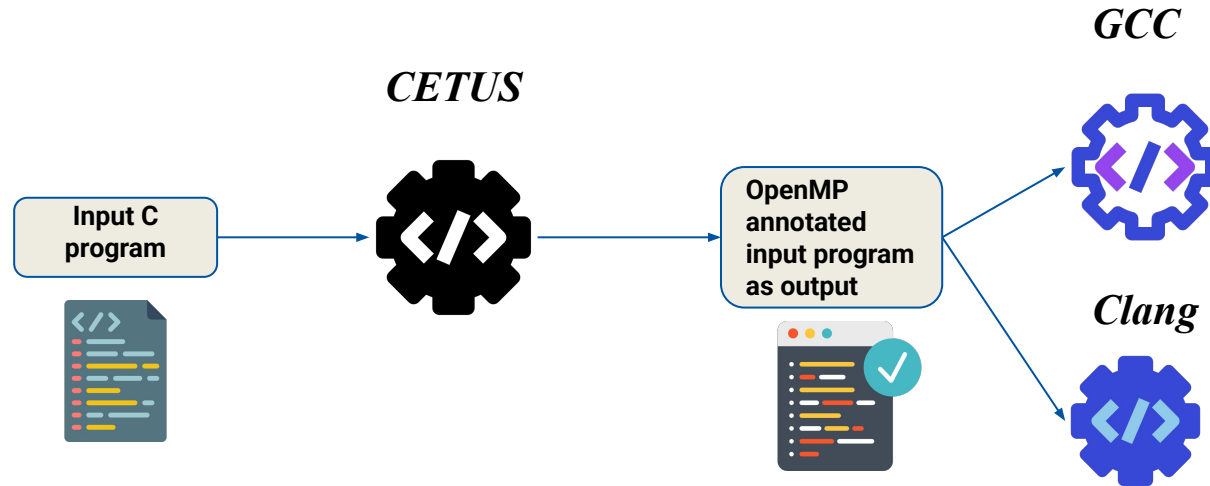 GCC
CETUS
Input C
program
OpenMP
annotated
input program
as output
Clang